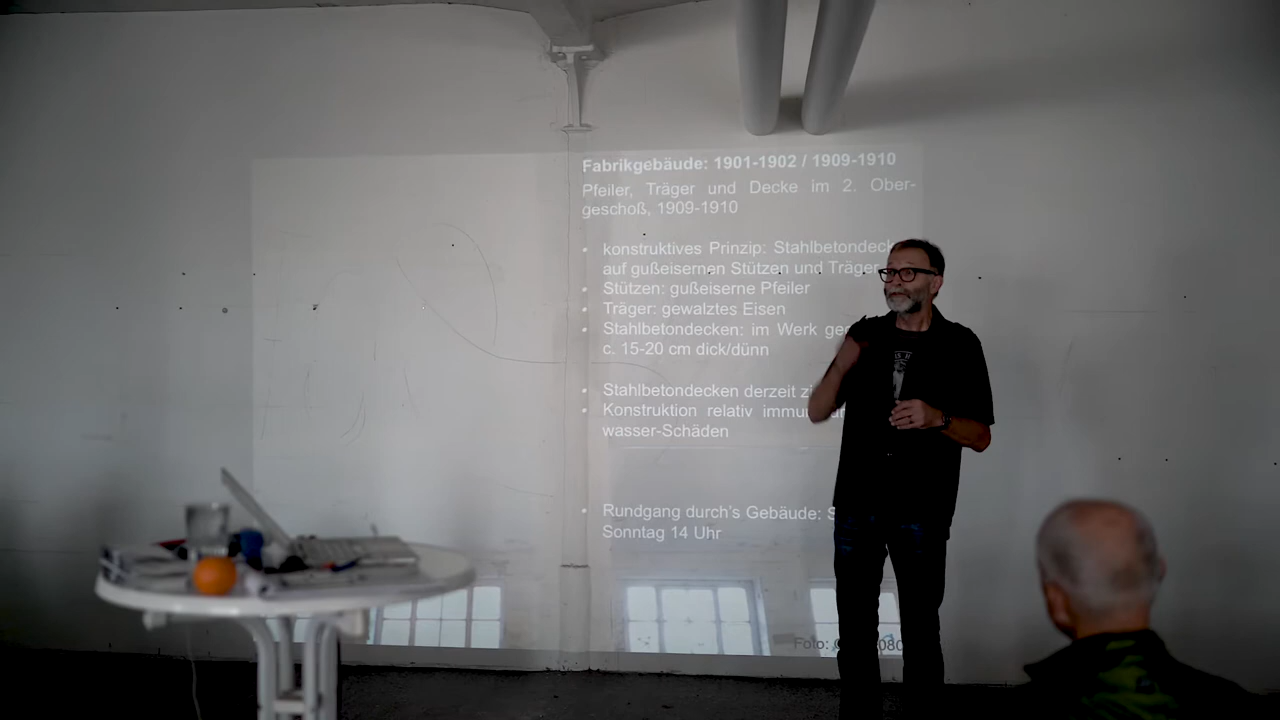 Fabrikgebäude: 1901-1902 / 1909-1910
Pfeiler, Träger und Decke im 2. Ober-
geschoß, 1909-1910
• konstruktives Prinzip: Stahlbetondeck
auf gußeisernen Stützen und Träger
• Stützen: gußeiserne Pfeiler
• Träger: gewalztes Eisen
• Stahlbetondecken: im Werk
c. 15-20 cm dick/dünn
• Stahlbetondecken derzeit
• Konstruktion relativ immun
wasser-Schäden
• Rundgang durch's Gebäude:
Sonntag 14 Uhr
Foto: